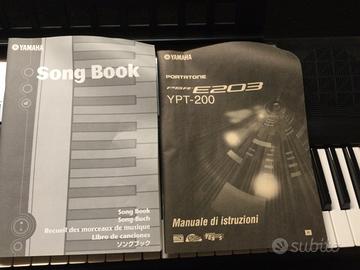 YAMAHA
Song Book
Song Book
Song-Buch
Recueil des morceaux de musique
Libro de canciones
ソングブック
YAMAHA
PORTATONE
PSR-E203
YPT-200
Manuale di istruzioni
subito